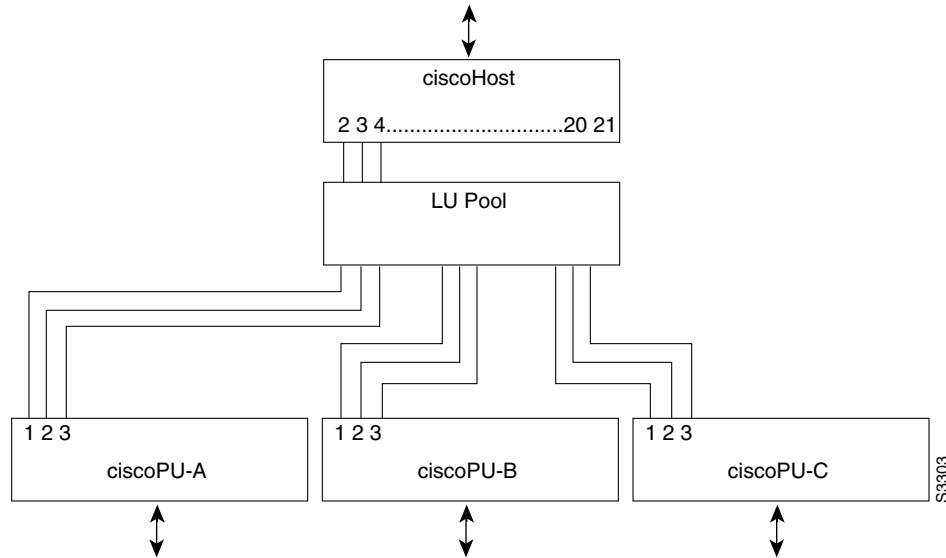 ciscoHost
2 3 4..............................20 21
LU Pool
1 2 3
1 2 3
1 2 3
ciscoPU-A
ciscoPU-B
ciscoPU-C
S3303